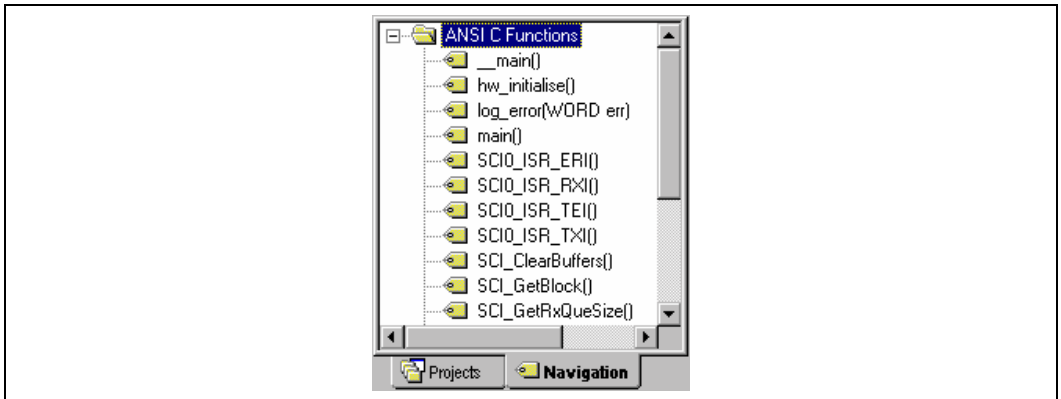 ANSI C Functions
__main()
hw_initialise()
log_error(WORD err)
main()
SCI0_ISR_ERI()
SCI0_ISR_RXI()
SCI0_ISR_TEI()
SCI0_ISR_TXI()
SCI_ClearBuffers()
SCI_GetBlock()
SCI_GetRxQueSize()
Projects Navigation